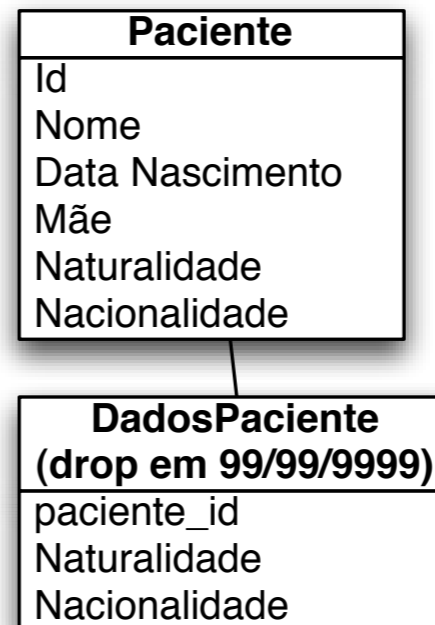 Paciente
Id
Nome
Data Nascimento
Mãe
Naturalidade
Nacionalidade
DadosPaciente
(drop em 99/99/9999)
paciente_id
Naturalidade
Nacionalidade